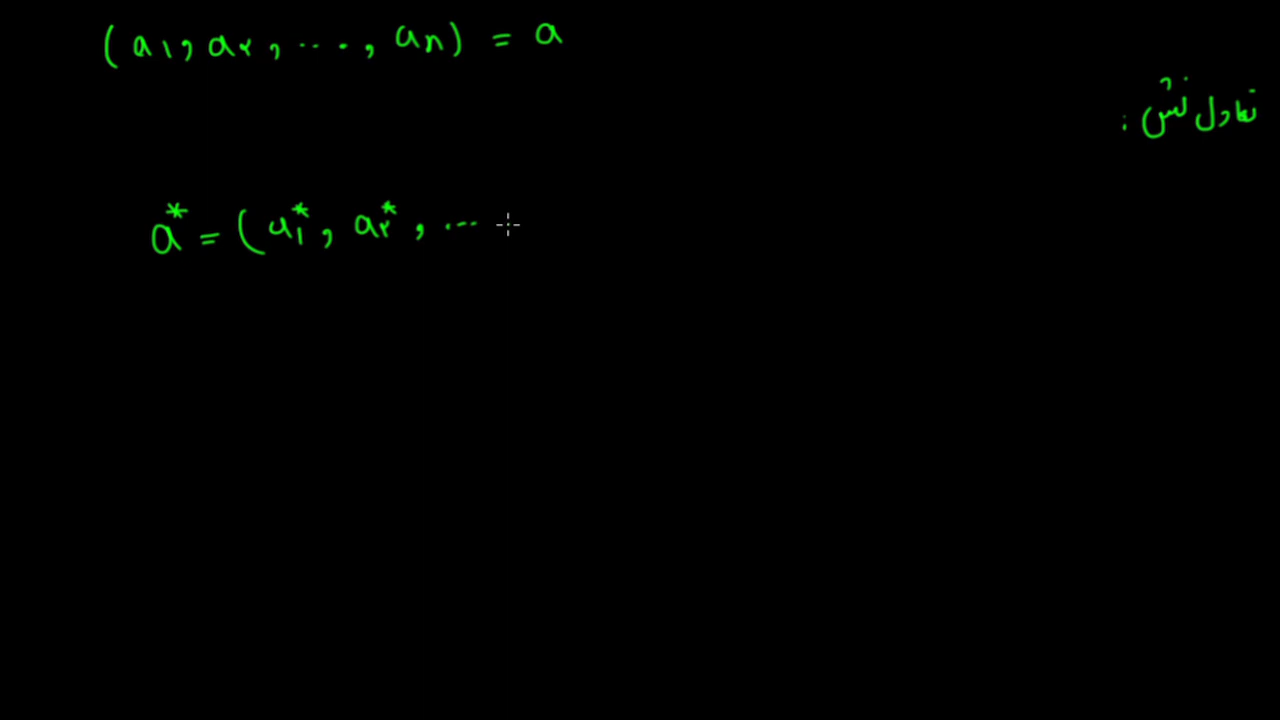 (a۱, a۲, ..., an) = a
تعادل نش:
a* = (a۱*, a۲*, ...